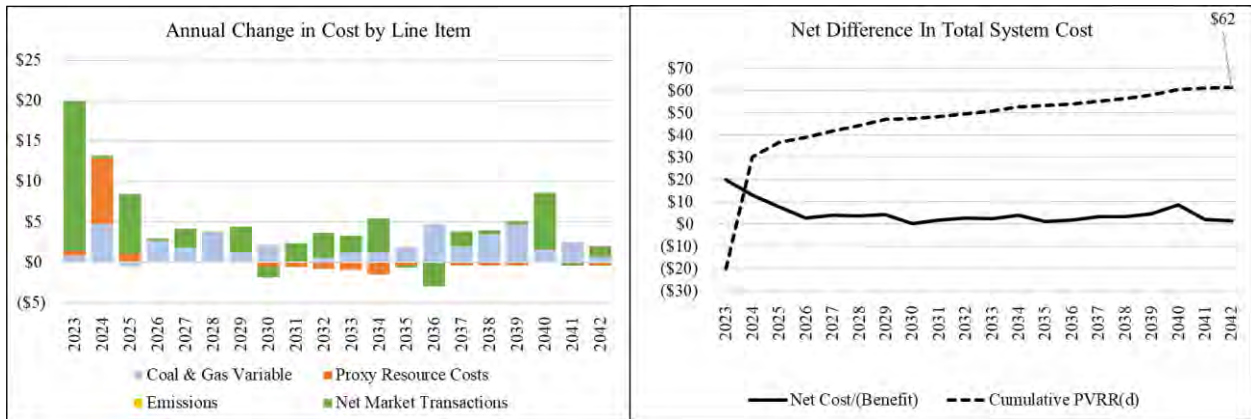 Annual Change in Cost by Line Item
$25
$20
$15
$10
$5
$0
($5)
2023 2024 2025 2026 2027 2028 2029 2030 2031 2032 2033 2034 2035 2036 2037 2038 2039 2040 2041 2042
Coal & Gas Variable Proxy Resource Costs
Emissions Net Market Transactions
Net Difference In Total System Cost
$62
$70
$60
$50
$40
$30
$20
$10
$0
($10)
($20)
($30)
2023 2024 2025 2026 2027 2028 2029 2030 2031 2032 2033 2034 2035 2036 2037 2038 2039 2040 2041 2042
Net Cost/(Benefit) Cumulative PVRR(d)